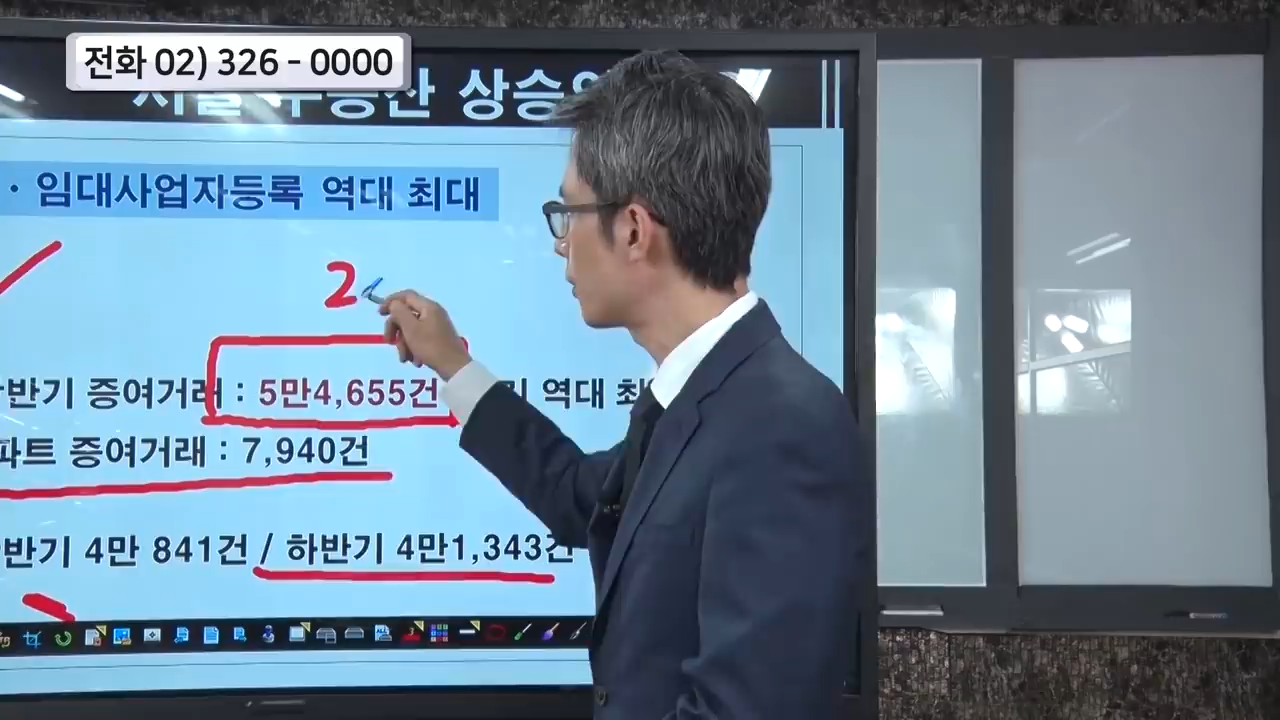 전화 02) 326 - 0000
상승
· 임대사업자등록 역대 최대
2
반기 증여거래 : 5만4,655건 역대
파트 증여거래 : 7,940건
반기 4만 841건 / 하반기 4만1,343건